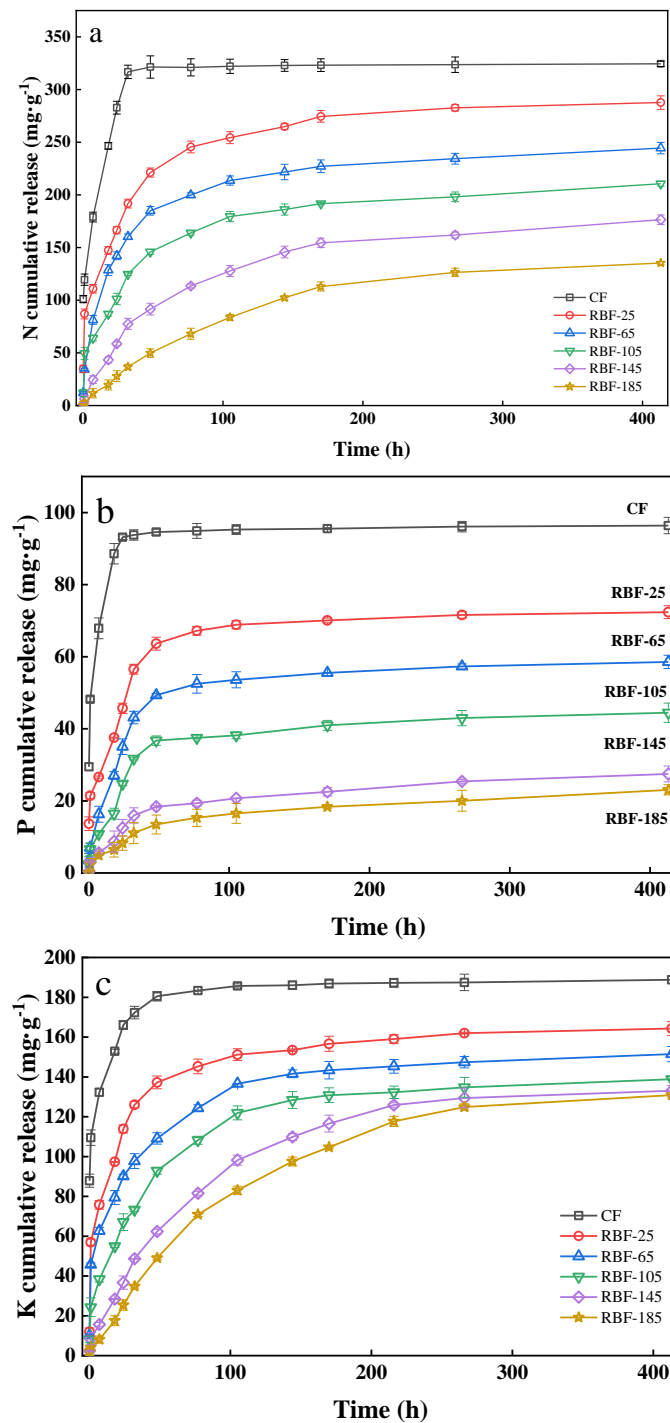 a
N cumulative release (mg·g⁻¹)
350
300
250
200
150
100
50
0
CF
RBF-25
RBF-65
RBF-105
RBF-145
RBF-185
0
100
200
300
400
Time (h)
b
P cumulative release (mg·g⁻¹)
100
80
60
40
20
0
CF
RBF-25
RBF-65
RBF-105
RBF-145
RBF-185
0
100
200
300
400
Time (h)
c
K cumulative release (mg·g⁻¹)
200
180
160
140
120
100
80
60
40
20
0
CF
RBF-25
RBF-65
RBF-105
RBF-145
RBF-185
0
100
200
300
400
Time (h)